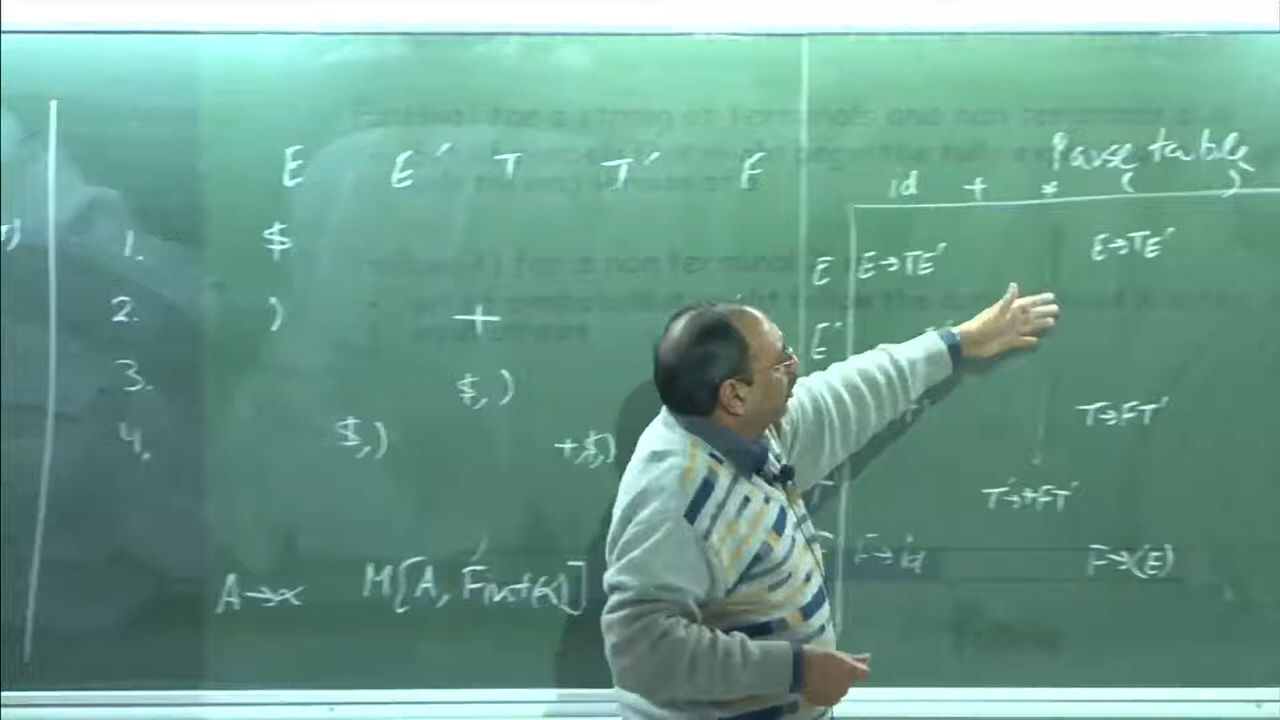 E E′ T T′ F
1. $
2. ) +
3. $,)
4. $,) +,$,)
A→α M[A, First(α)]
Parse table
id + * ( )
E E→TE′ E→TE′
E′
T→FT′
T′→*FT′
F→id F→(E)